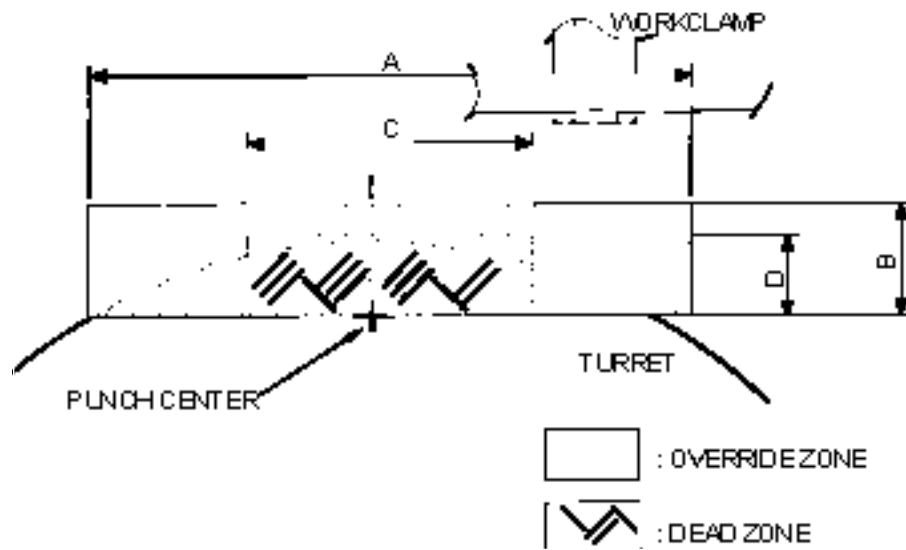 WORKCLAMP
A
C
B
D
TURRET
PUNCH CENTER
: OVERRIDE ZONE
: DEAD ZONE